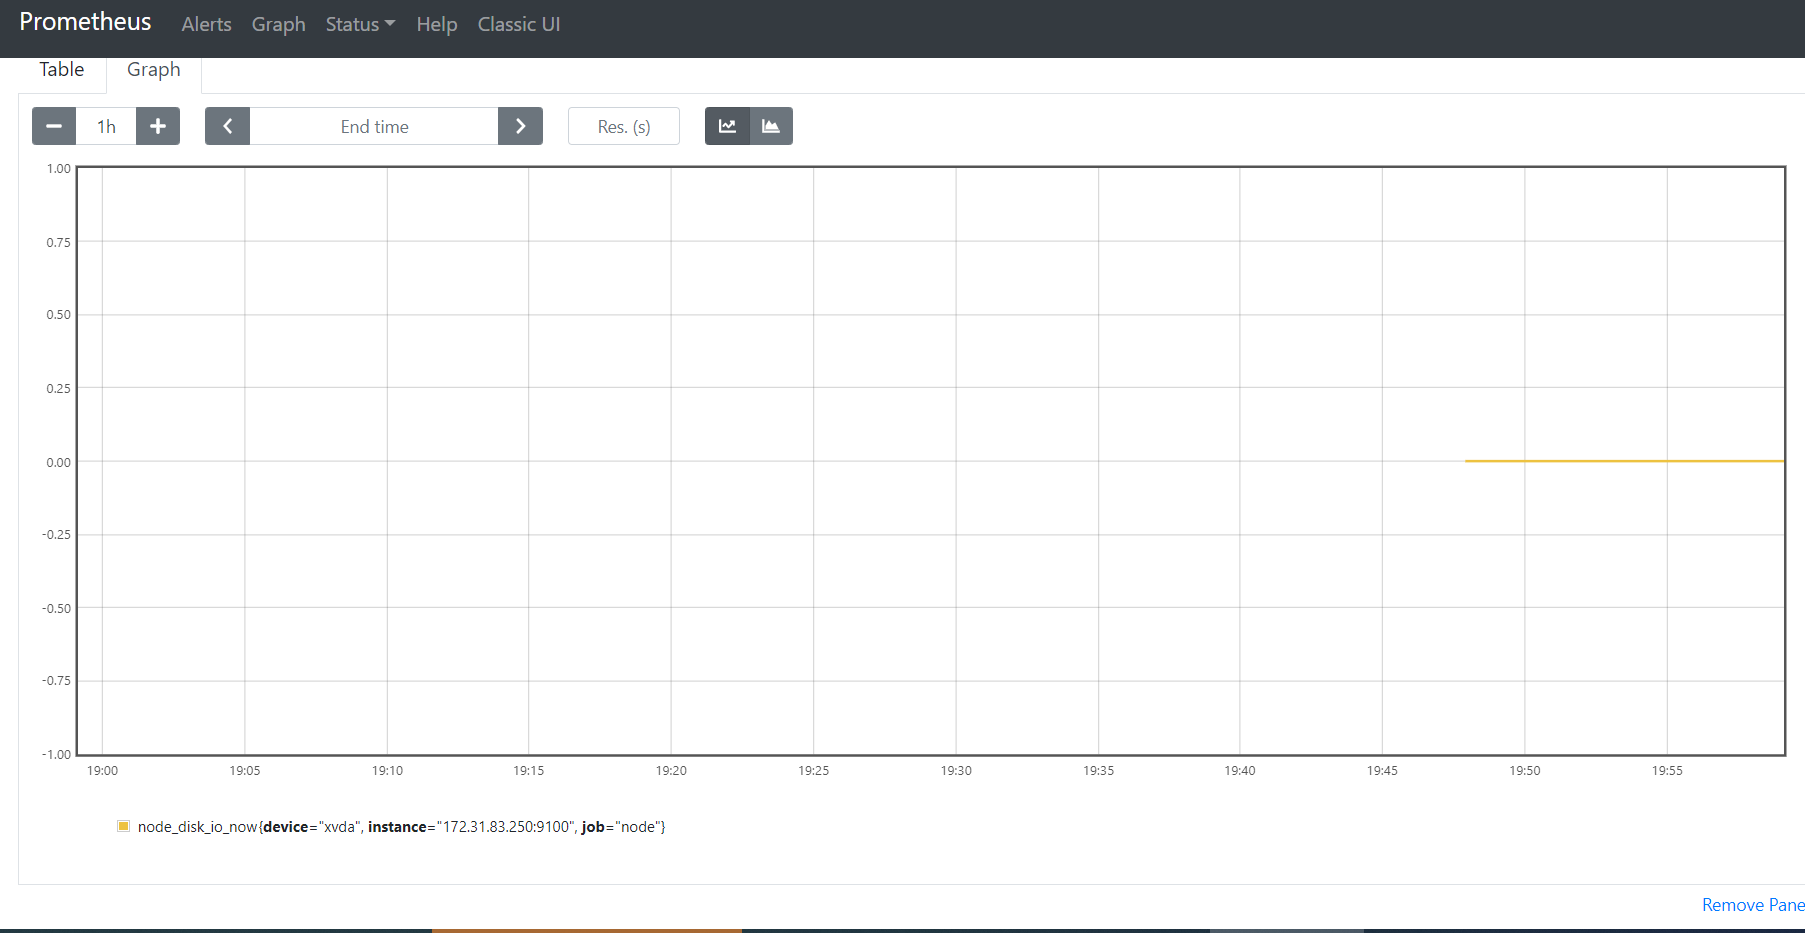 Prometheus Alerts Graph Status Help Classic UI
Table Graph
1h End time Res. (s)
1.00
0.75
0.50
0.25
0.00
-0.25
-0.50
-0.75
-1.00
19:00 19:05 19:10 19:15 19:20 19:25 19:30 19:35 19:40 19:45 19:50 19:55
node_disk_io_now{device="xvda", instance="172.31.83.250:9100", job="node"}
Remove Pane